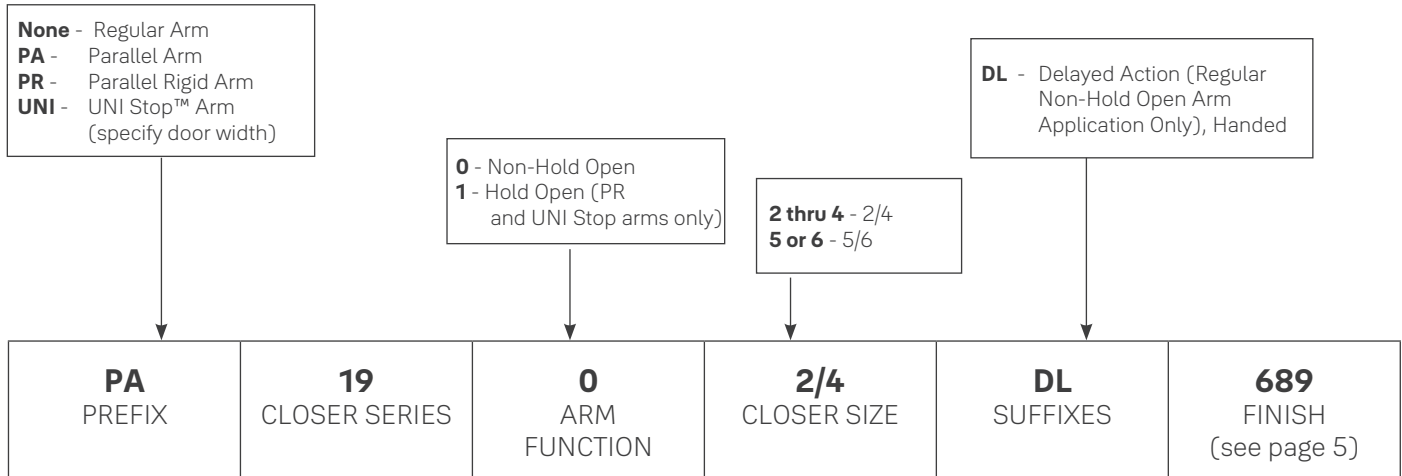 None - Regular Arm
PA - Parallel Arm
PR - Parallel Rigid Arm
UNI - UNI Stop™ Arm
(specify door width)
0 - Non-Hold Open
1 - Hold Open (PR
and UNI Stop arms only)
2 thru 4 - 2/4
5 or 6 - 5/6
DL - Delayed Action (Regular
Non-Hold Open Arm
Application Only), Handed
PA
PREFIX
19
CLOSER SERIES
0
ARM
FUNCTION
2/4
CLOSER SIZE
DL
SUFFIXES
689
FINISH
(see page 5)